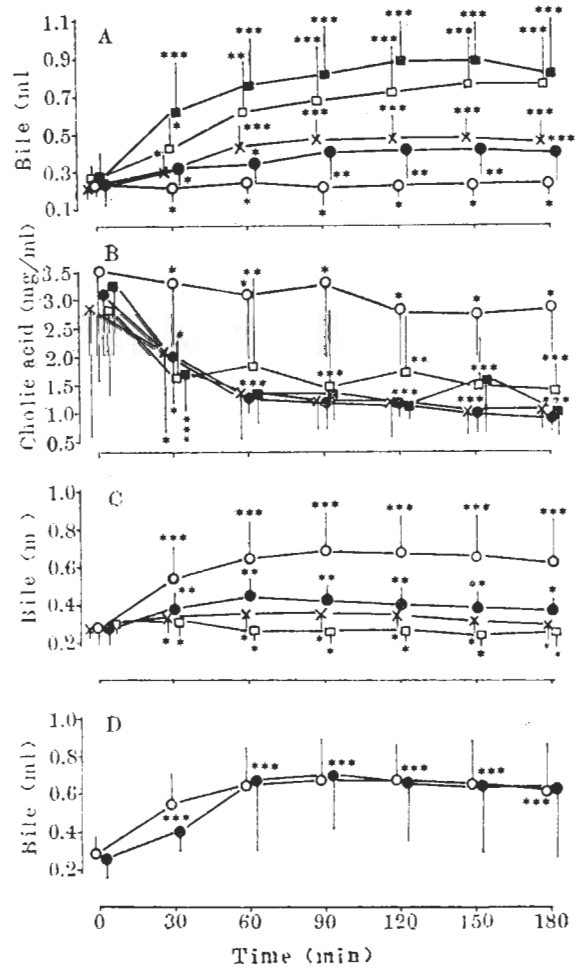 A
Bile (ml
1.1
0.9
0.7
0.5
0.3
0.1
*** *** *** *** *** ***
** *** *** *** ***
* *** *** *** *** ***
* * ** ** ** ***
* * * * * *
B
Cholic acid (mg/ml)
3.5
3.0
2.5
2.0
1.5
1.0
0.5
* ** * * * *
* *** *** ** *** ***
C
Bile (m )
1.0
0.8
0.6
0.4
0.2
*** *** *** *** *** ***
** ** ** ** ** *
* * * * * *
D
Bile (ml)
1.0
0.8
0.6
0.4
0.2
*** *** *** *** *** ***
0 30 60 90 120 150 180
Time (min)